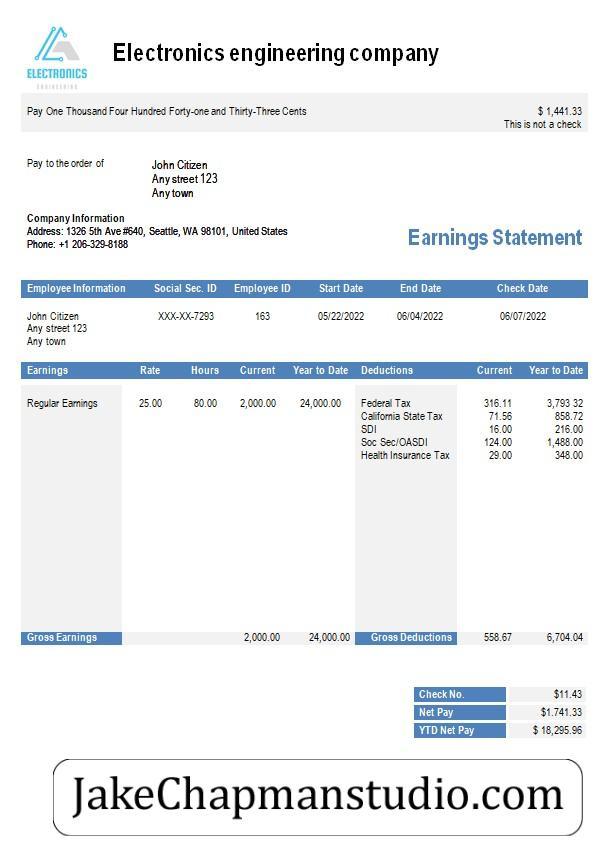 ELECTRONICS
ENGINEERING
Electronics engineering company
Pay One Thousand Four Hundred Forty-one and Thirty-Three Cents $ 1,441.33
This is not a check
Pay to the order of John Citizen
Any street 123
Any town
Company Information
Address: 1326 5th Ave #640, Seattle, WA 98101, United States
Phone: +1 206-329-8188
Earnings Statement
Employee Information Social Sec. ID Employee ID Start Date End Date Check Date
John Citizen XXX-XX-7293 163 05/22/2022 06/04/2022 06/07/2022
Any street 123
Any town
Earnings Rate Hours Current Year to Date Deductions Current Year to Date
Regular Earnings 25.00 80.00 2,000.00 24,000.00 Federal Tax 316.11 3,793 32
California State Tax 71.56 858.72
SDI 16.00 216.00
Soc Sec/OASDI 124.00 1,488.00
Health Insurance Tax 29.00 348.00
Gross Earnings 2,000.00 24,000.00 Gross Deductions 558.67 6,704.04
Check No. $11.43
Net Pay $1.741.33
YTD Net Pay $ 18,295.96
JakeChapmanstudio.com